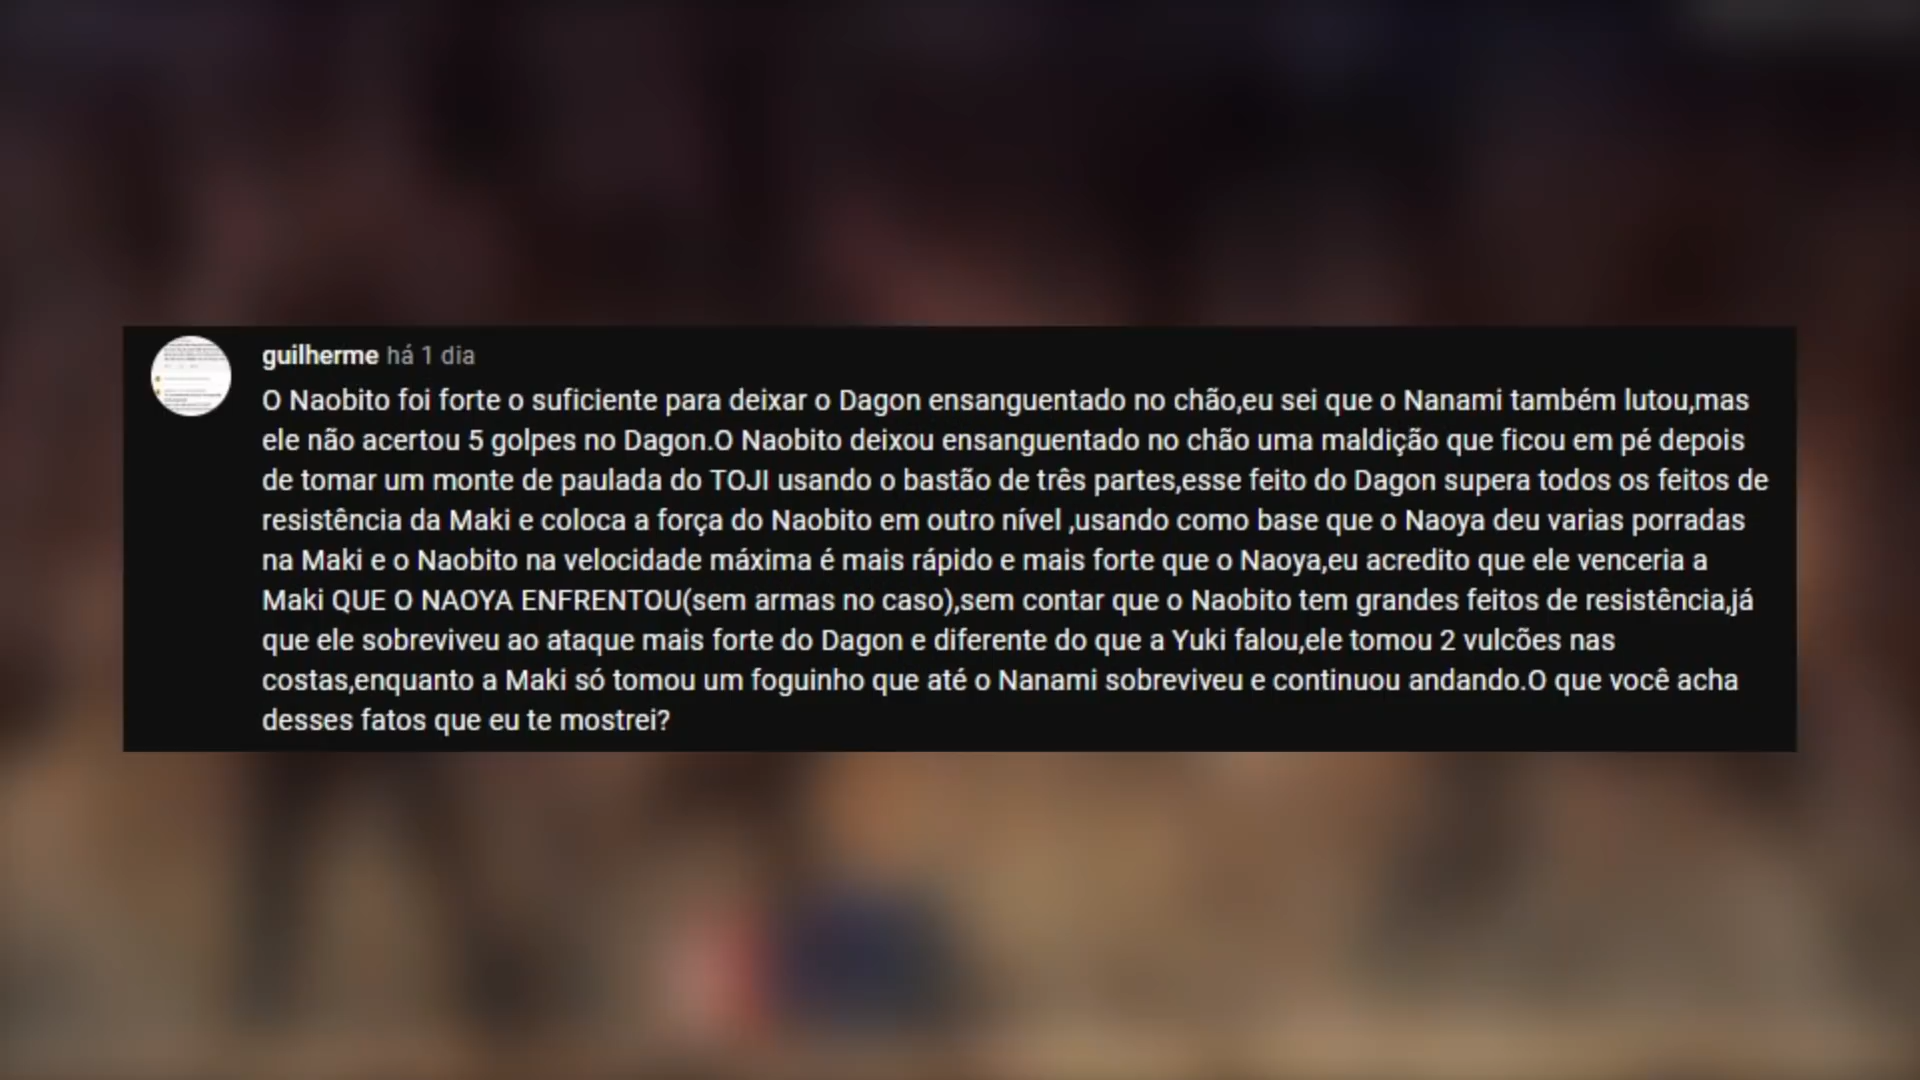 guilherme há 1 dia
O Naobito foi forte o suficiente para deixar o Dagon ensanguentado no chão,eu sei que o Nanami também lutou,mas
ele não acertou 5 golpes no Dagon.O Naobito deixou ensanguentado no chão uma maldição que ficou em pé depois
de tomar um monte de paulada do TOJI usando o bastão de três partes,esse feito do Dagon supera todos os feitos de
resistência da Maki e coloca a força do Naobito em outro nível ,usando como base que o Naoya deu varias porradas
na Maki e o Naobito na velocidade máxima é mais rápido e mais forte que o Naoya,eu acredito que ele venceria a
Maki QUE O NAOYA ENFRENTOU(sem armas no caso),sem contar que o Naobito tem grandes feitos de resistência,já
que ele sobreviveu ao ataque mais forte do Dagon e diferente do que a Yuki falou,ele tomou 2 vulcões nas
costas,enquanto a Maki só tomou um foguinho que até o Nanami sobreviveu e continuou andando.O que você acha
desses fatos que eu te mostrei?